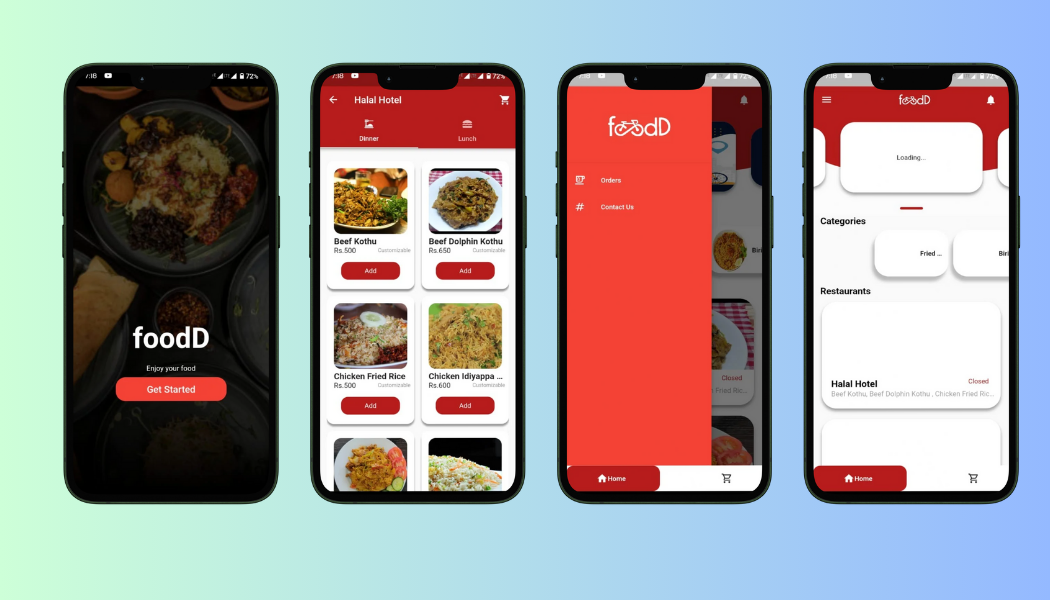 7:18
72%
foodD
Enjoy your food
Get Started
7:18
72%
Halal Hotel
Dinner
Lunch
Beef Kothu
Rs.500
Customizable
Add
Beef Dolphin Kothu
Rs.650
Customizable
Add
Chicken Fried Rice
Rs.500
Customizable
Add
Chicken Idiyappa ...
Rs.600
Customizable
Add
7:18
foodD
Orders
# Contact Us
Biri
Closed
Fried Ric...
Home
7:18
foodD
Loading...
Categories
Fried ...
Biri
Restaurants
Halal Hotel
Closed
Beef Kothu, Beef Dolphin Kothu , Chicken Fried Ric...
Home